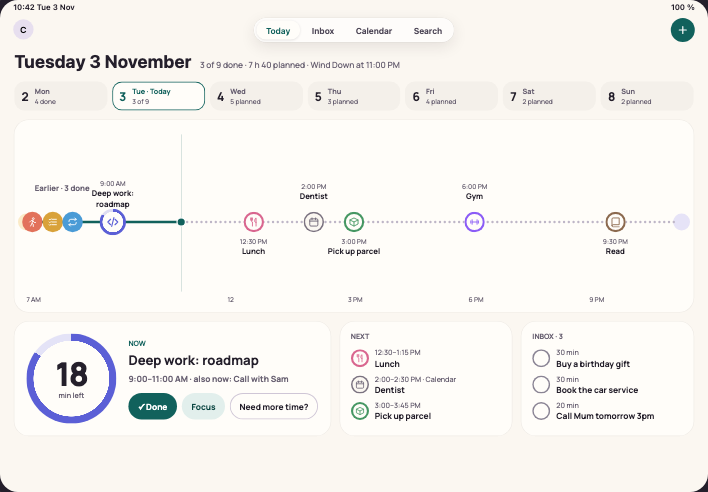 10:42 Tue 3 Nov
100 %
C
Today
Inbox
Calendar
Search
+
Tuesday 3 November
3 of 9 done · 7 h 40 planned · Wind Down at 11:00 PM
2 Mon
4 done
3 Tue · Today
3 of 9
4 Wed
5 planned
5 Thu
3 planned
6 Fri
4 planned
7 Sat
2 planned
8 Sun
2 planned
Earlier · 3 done
9:00 AM
Deep work:
roadmap
12:30 PM
Lunch
2:00 PM
Dentist
3:00 PM
Pick up parcel
6:00 PM
Gym
9:30 PM
Read
7 AM
12
3 PM
6 PM
9 PM
18
min left
NOW
Deep work: roadmap
9:00–11:00 AM · also now: Call with Sam
✓Done
Focus
Need more time?
NEXT
12:30–1:15 PM
Lunch
2:00–2:30 PM · Calendar
Dentist
3:00–3:45 PM
Pick up parcel
INBOX · 3
30 min
Buy a birthday gift
30 min
Book the car service
20 min
Call Mum tomorrow 3pm